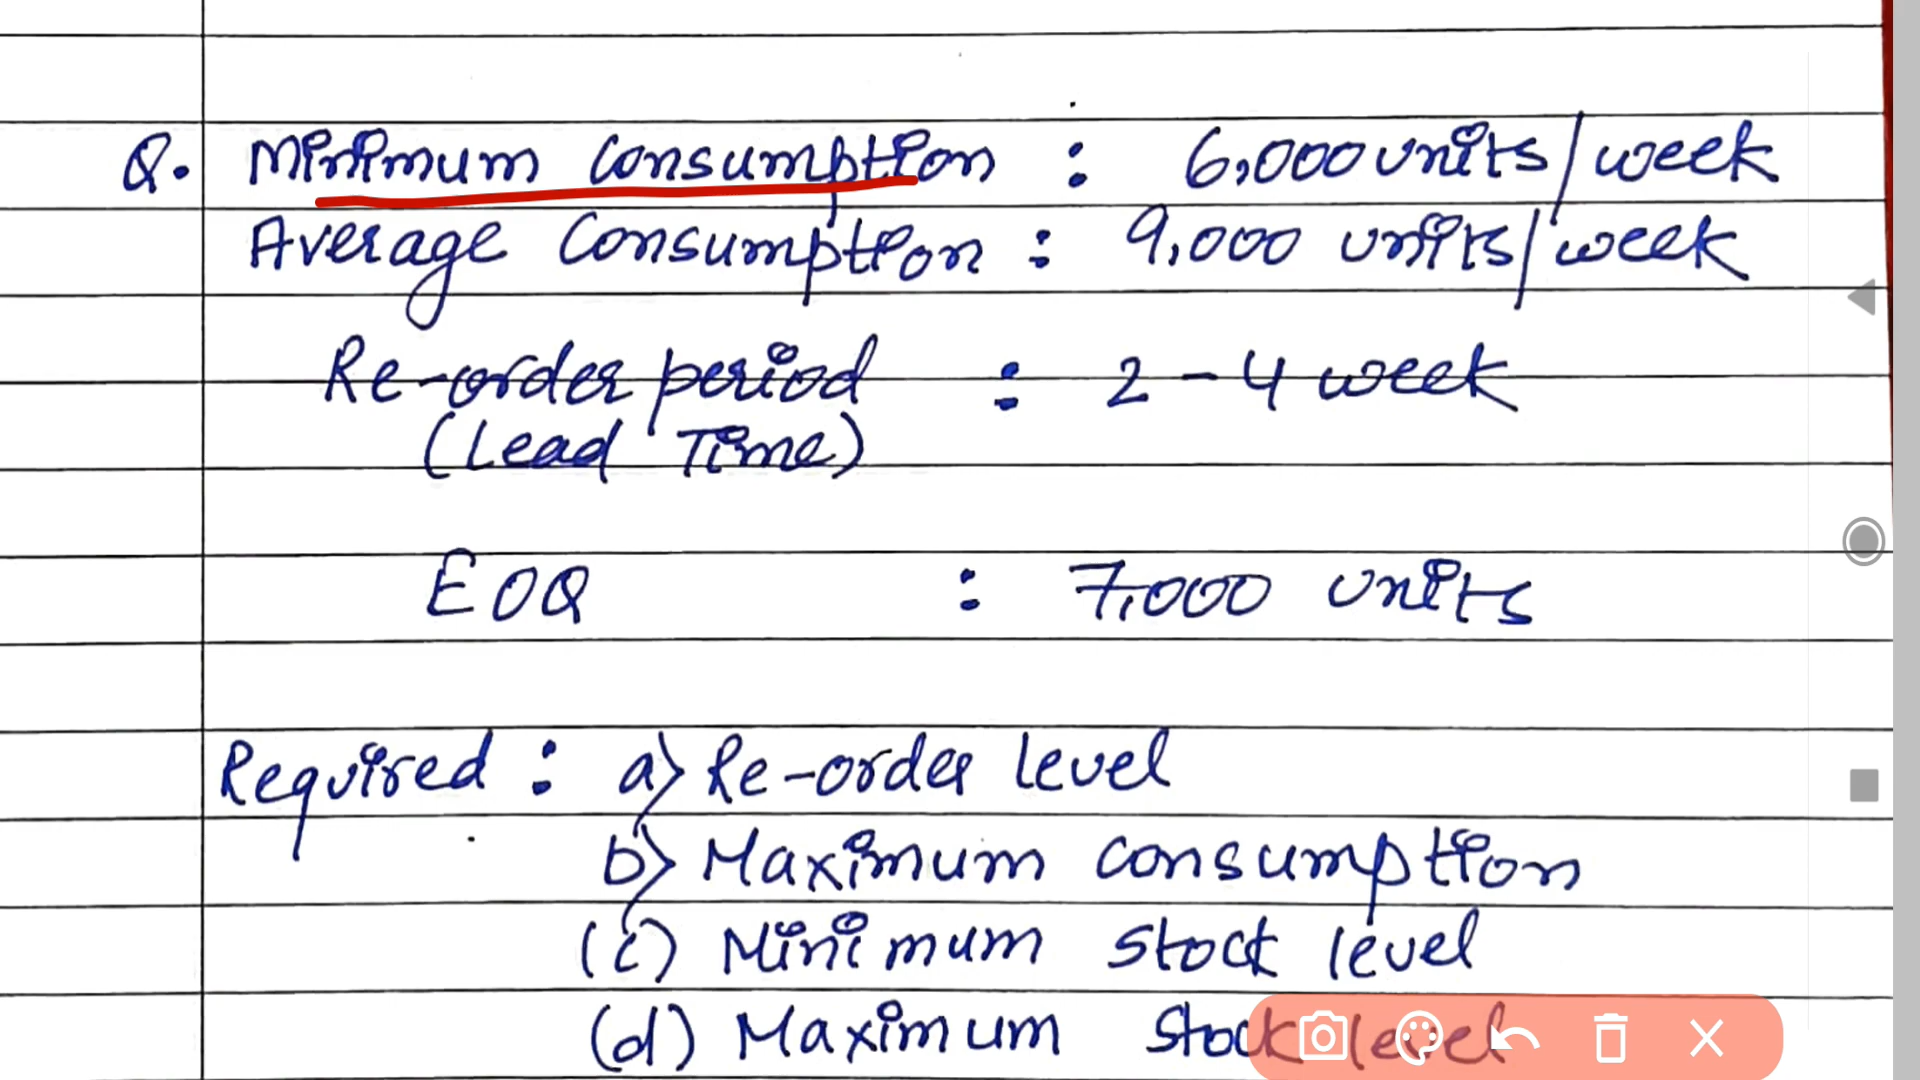 Q. Minimum Consumption : 6,000 units/week
Average Consumption : 9,000 units/week
Re-order period : 2 - 4 week
(Lead Time)
EOQ : 7,000 units
Required : a) Re-order level
b) Maximum consumption
(c) Minimum stock level
(d) Maximum stock level